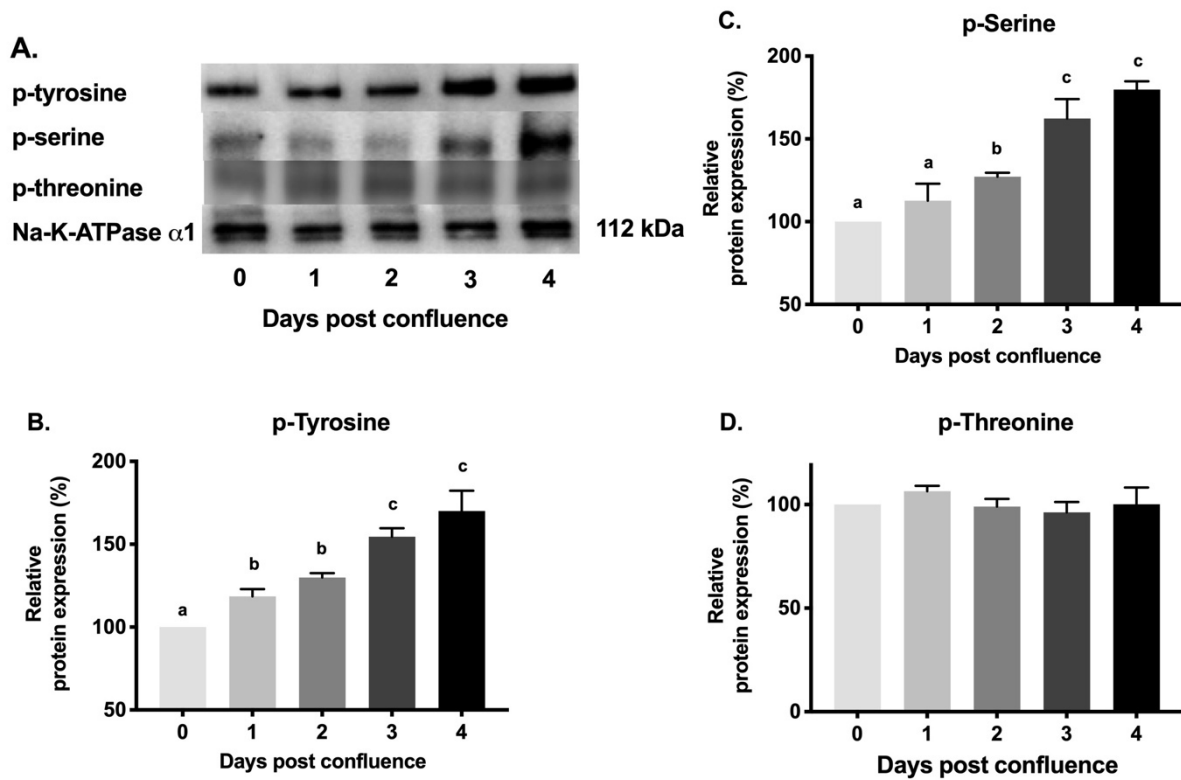 A.
p-tyrosine
p-serine
p-threonine
Na-K-ATPase α1
112 kDa
0 1 2 3 4
Days post confluence
B.
p-Tyrosine
Relative
protein expression (%)
200
150
100
50
a b b c c
0 1 2 3 4
Days post confluence
C.
p-Serine
Relative
protein expression (%)
200
150
100
50
a a b c c
0 1 2 3 4
Days post confluence
D.
p-Threonine
Relative
protein expression (%)
100
50
0
0 1 2 3 4
Days post confluence